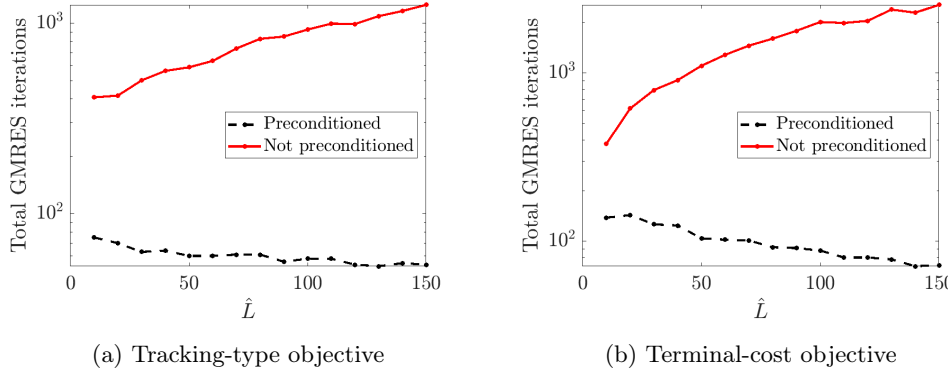 Total GMRES iterations
10^3
10^2
Preconditioned
Not preconditioned
0
50
100
150
L̂
(a) Tracking-type objective
Total GMRES iterations
10^3
10^2
Preconditioned
Not preconditioned
0
50
100
150
L̂
(b) Terminal-cost objective